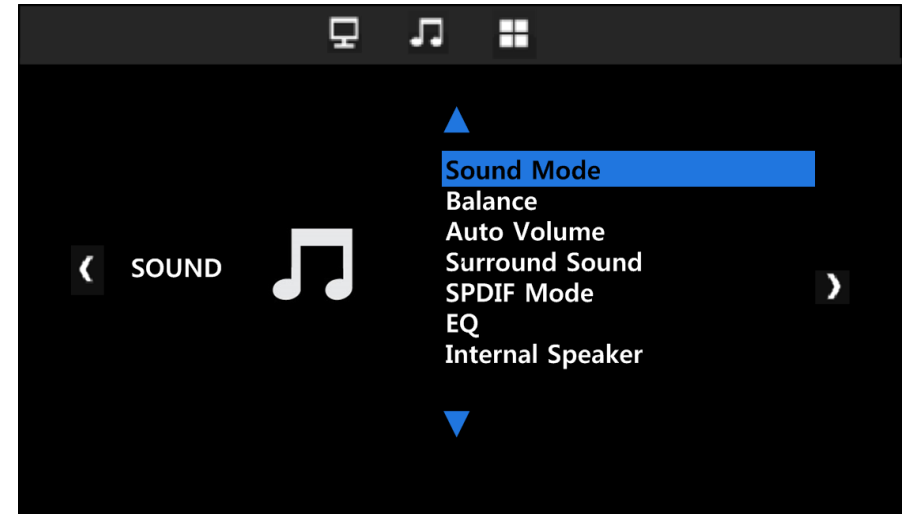 Sound Mode
Balance
Auto Volume
SOUND
Surround Sound
SPDIF Mode
EQ
Internal Speaker